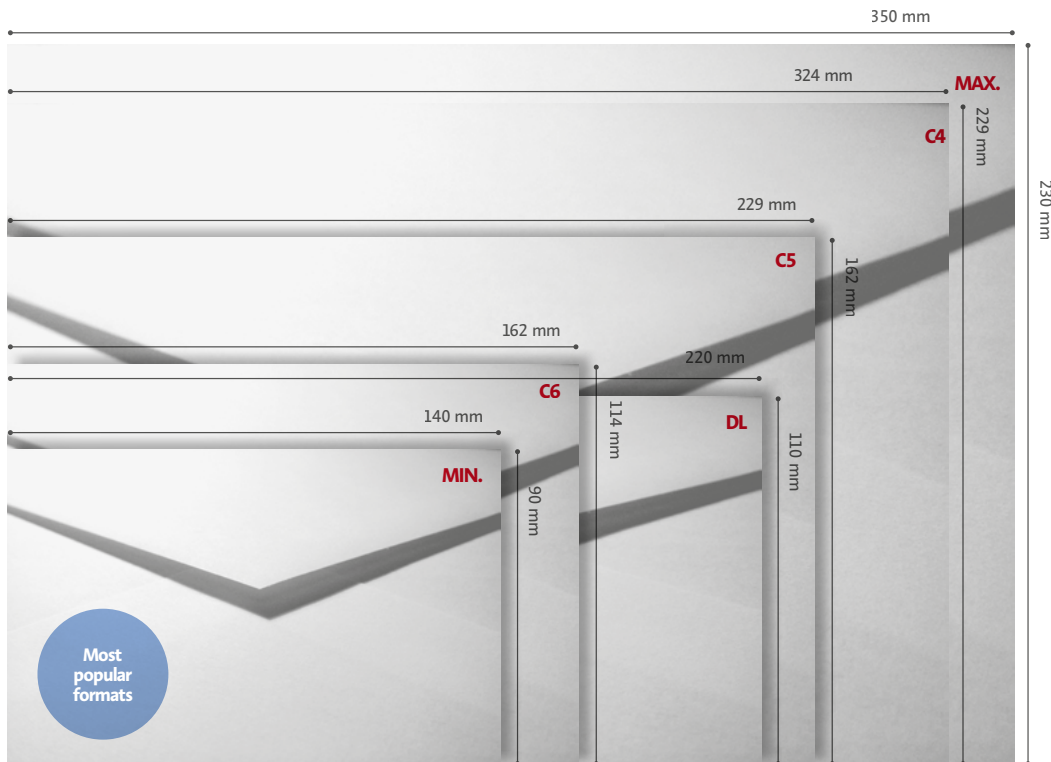 350 mm
324 mm
MAX.
229 mm
C4
230 mm
229 mm
C5
162 mm
162 mm
220 mm
C6
114 mm
DL
110 mm
140 mm
MIN.
90 mm
Most
popular
formats